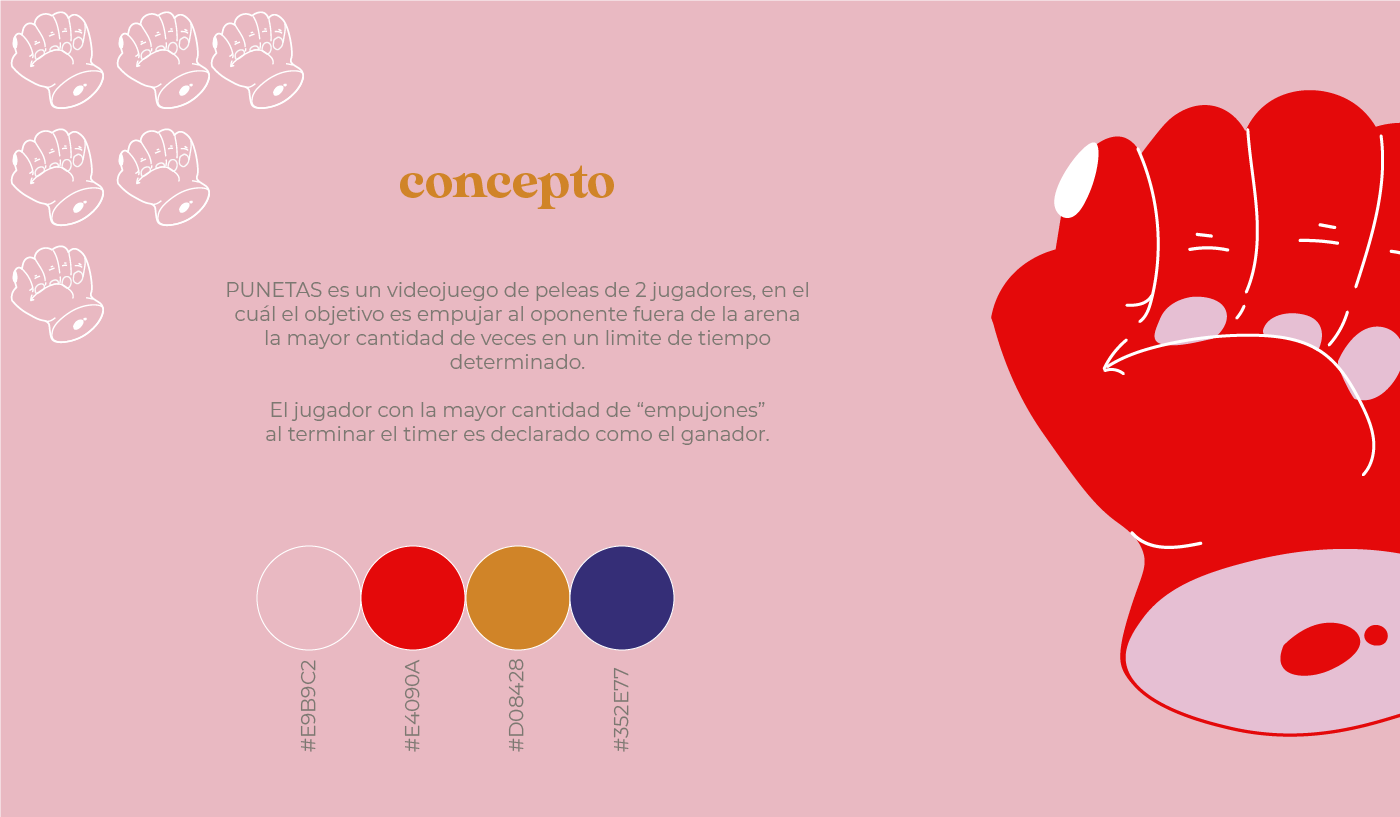 concepto
PUNETAS es un videojuego de peleas de 2 jugadores, en el
cuál el objetivo es empujar al oponente fuera de la arena
la mayor cantidad de veces en un limite de tiempo
determinado.
El jugador con la mayor cantidad de “empujones”
al terminar el timer es declarado como el ganador.
#E9B9C2
#E4090A
#D08428
#352E77